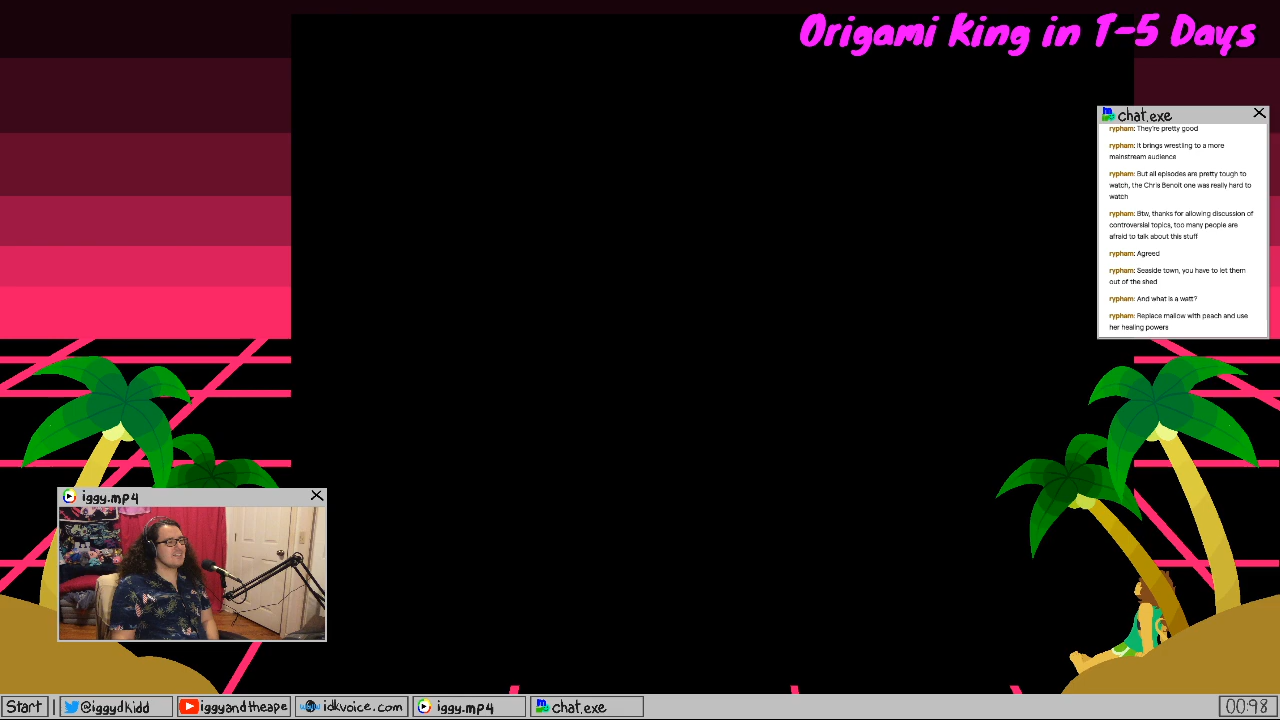 Origami King in T-5 Days
chat.exe
rypham: They're pretty good
rypham: It brings wrestling to a more
mainstream audience
rypham: But all episodes are pretty tough to
watch, the Chris Benoit one was really hard to
watch
rypham: Btw, thanks for allowing discussion of
controversial topics, too many people are
afraid to talk about this stuff
rypham: Agreed
rypham: Seaside town, you have to let them
out of the shed
rypham: And what is a watt?
rypham: Replace mallow with peach and use
her healing powers
iggy.mp4
Start | @iggydkidd iggyandtheape idkvoice.com iggy.mp4 chat.exe 00:98